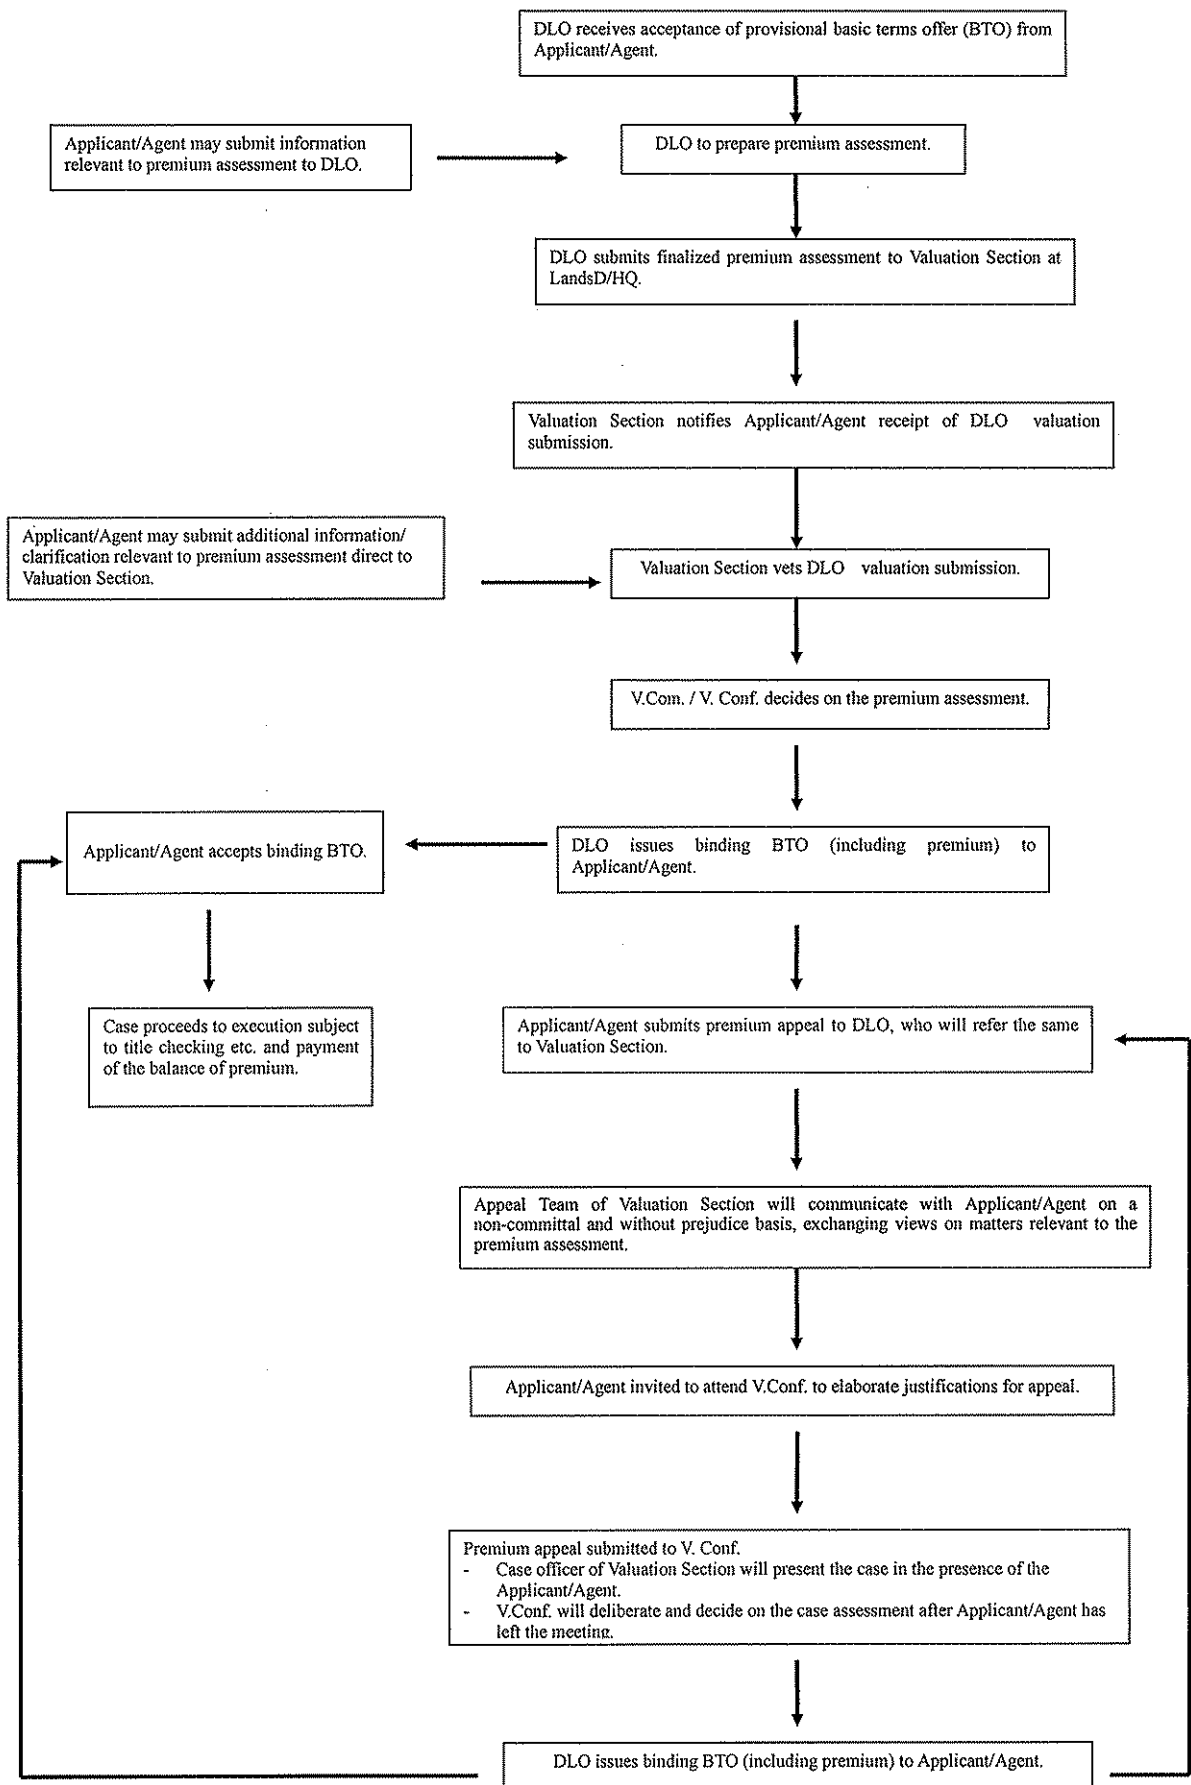 DLO receives acceptance of provisional basic terms offer (BTO) from
Applicant/Agent.
Applicant/Agent may submit information
relevant to premium assessment to DLO.
DLO to prepare premium assessment.
DLO submits finalized premium assessment to Valuation Section at
LandsD/HQ.
Valuation Section notifies Applicant/Agent receipt of DLO valuation
submission.
Applicant/Agent may submit additional information/
clarification relevant to premium assessment direct to
Valuation Section.
Valuation Section vets DLO valuation submission.
V.Com. / V. Conf. decides on the premium assessment.
Applicant/Agent accepts binding BTO.
DLO issues binding BTO (including premium) to
Applicant/Agent.
Case proceeds to execution subject
to title checking etc. and payment
of the balance of premium.
Applicant/Agent submits premium appeal to DLO, who will refer the same
to Valuation Section.
Appeal Team of Valuation Section will communicate with Applicant/Agent on a
non-committal and without prejudice basis, exchanging views on matters relevant to the
premium assessment.
Applicant/Agent invited to attend V.Conf. to elaborate justifications for appeal.
Premium appeal submitted to V. Conf.
- Case officer of Valuation Section will present the case in the presence of the
Applicant/Agent.
- V.Conf. will deliberate and decide on the case assessment after Applicant/Agent has
left the meeting.
DLO issues binding BTO (including premium) to Applicant/Agent.